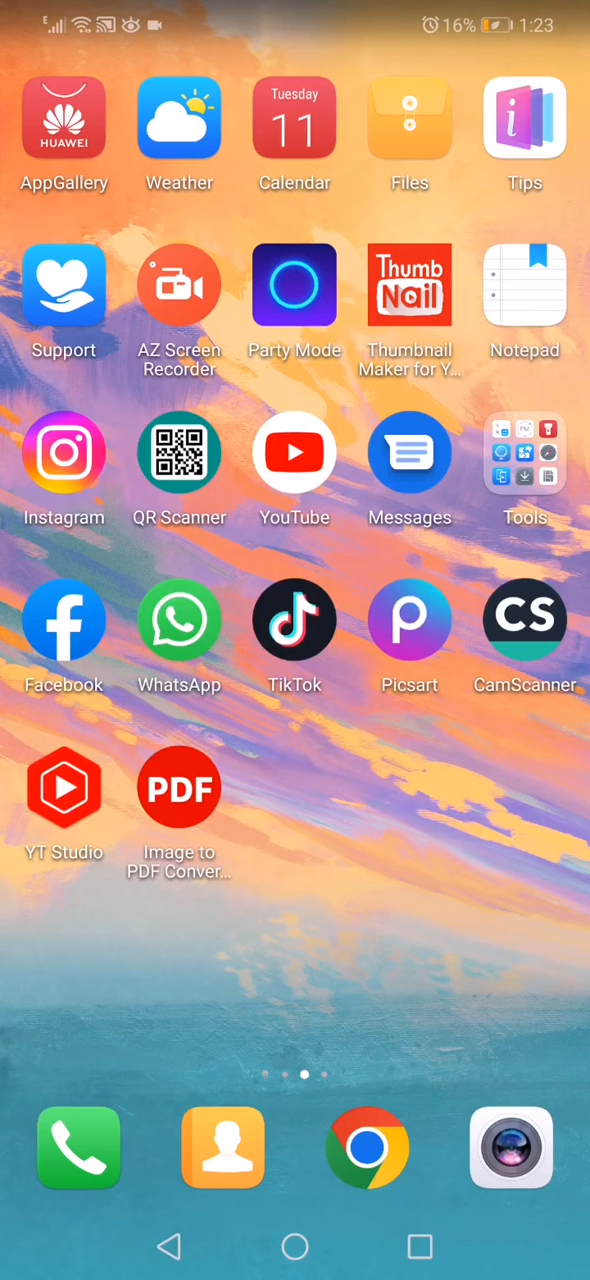 E 16% 1:23
HUAWEI
Tuesday
11
i
AppGallery Weather Calendar Files Tips
Thumb
Nail
Support AZ Screen Party Mode Thumbnail Notepad
Recorder Maker for Y...
Instagram QR Scanner YouTube Messages Tools
f P CS
Facebook WhatsApp TikTok Picsart CamScanner
PDF
YT Studio Image to
PDF Conver...